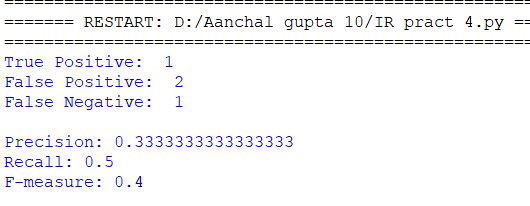 =====================================================
======= RESTART: D:/Aanchal gupta 10/IR pract 4.py ==
=====================================================
True Positive:  1
False Positive:  2
False Negative:  1

Precision: 0.3333333333333333
Recall: 0.5
F-measure: 0.4